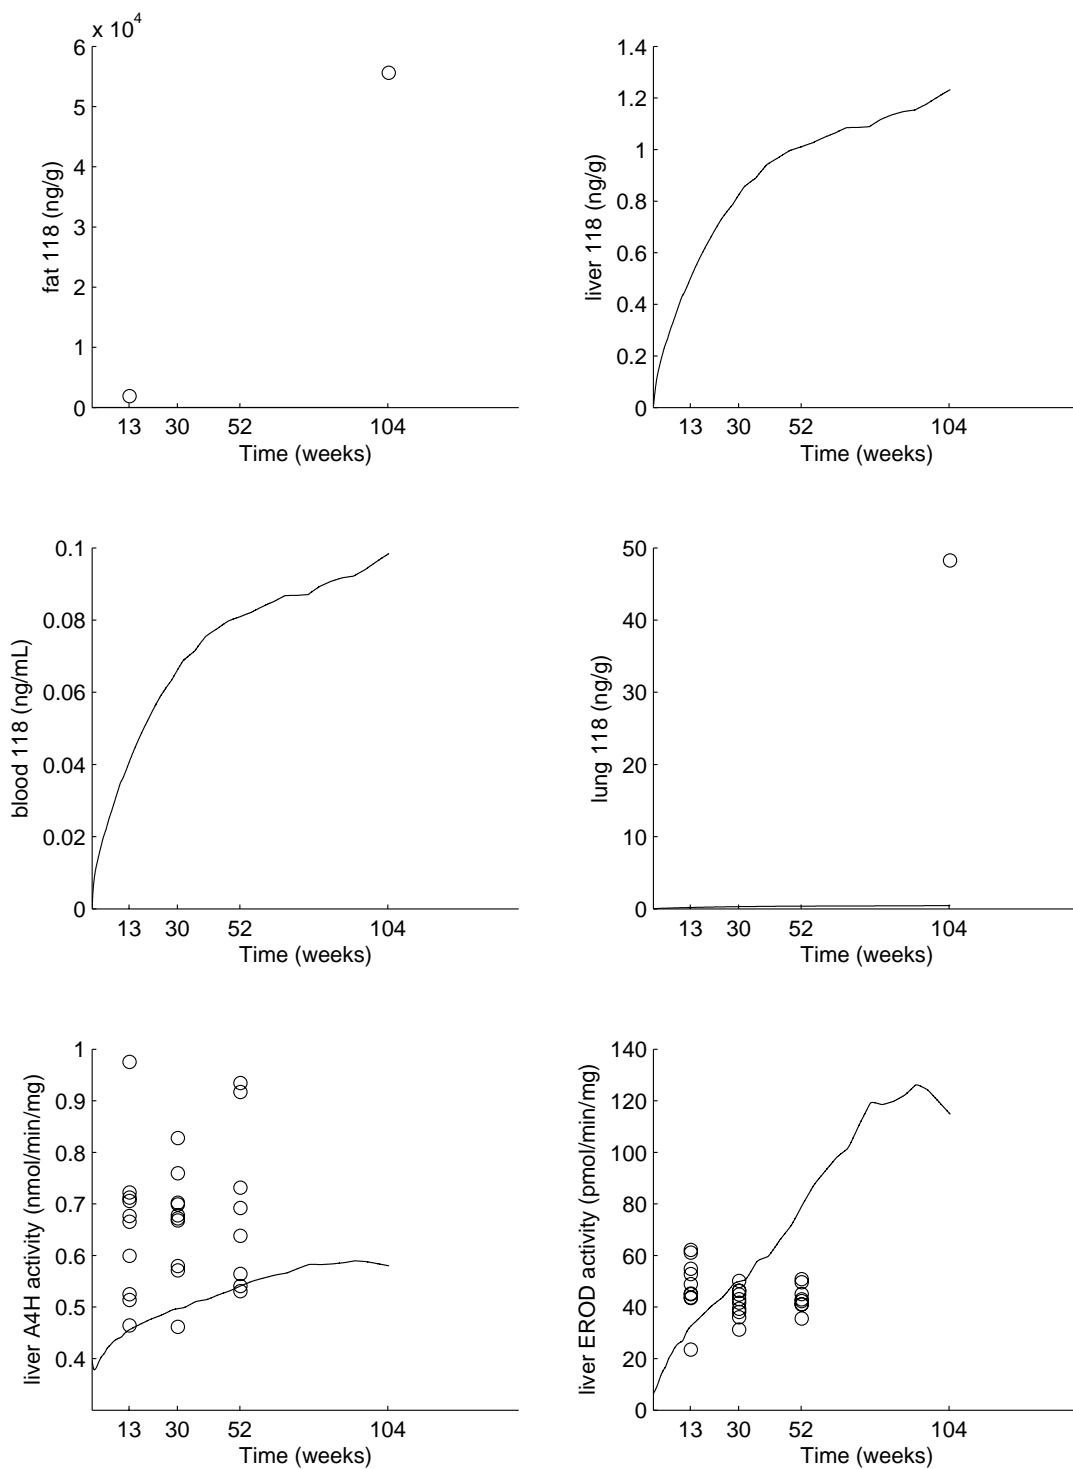 x 10^4
6
5
4
3
2
1
0
fat 118 (ng/g)
13 30 52 104
Time (weeks)
1.4
1.2
1
0.8
0.6
0.4
0.2
0
liver 118 (ng/g)
13 30 52 104
Time (weeks)
0.1
0.08
0.06
0.04
0.02
0
blood 118 (ng/mL)
13 30 52 104
Time (weeks)
50
40
30
20
10
0
lung 118 (ng/g)
13 30 52 104
Time (weeks)
1
0.9
0.8
0.7
0.6
0.5
0.4
liver A4H activity (nmol/min/mg)
13 30 52 104
Time (weeks)
140
120
100
80
60
40
20
0
liver EROD activity (pmol/min/mg)
13 30 52 104
Time (weeks)